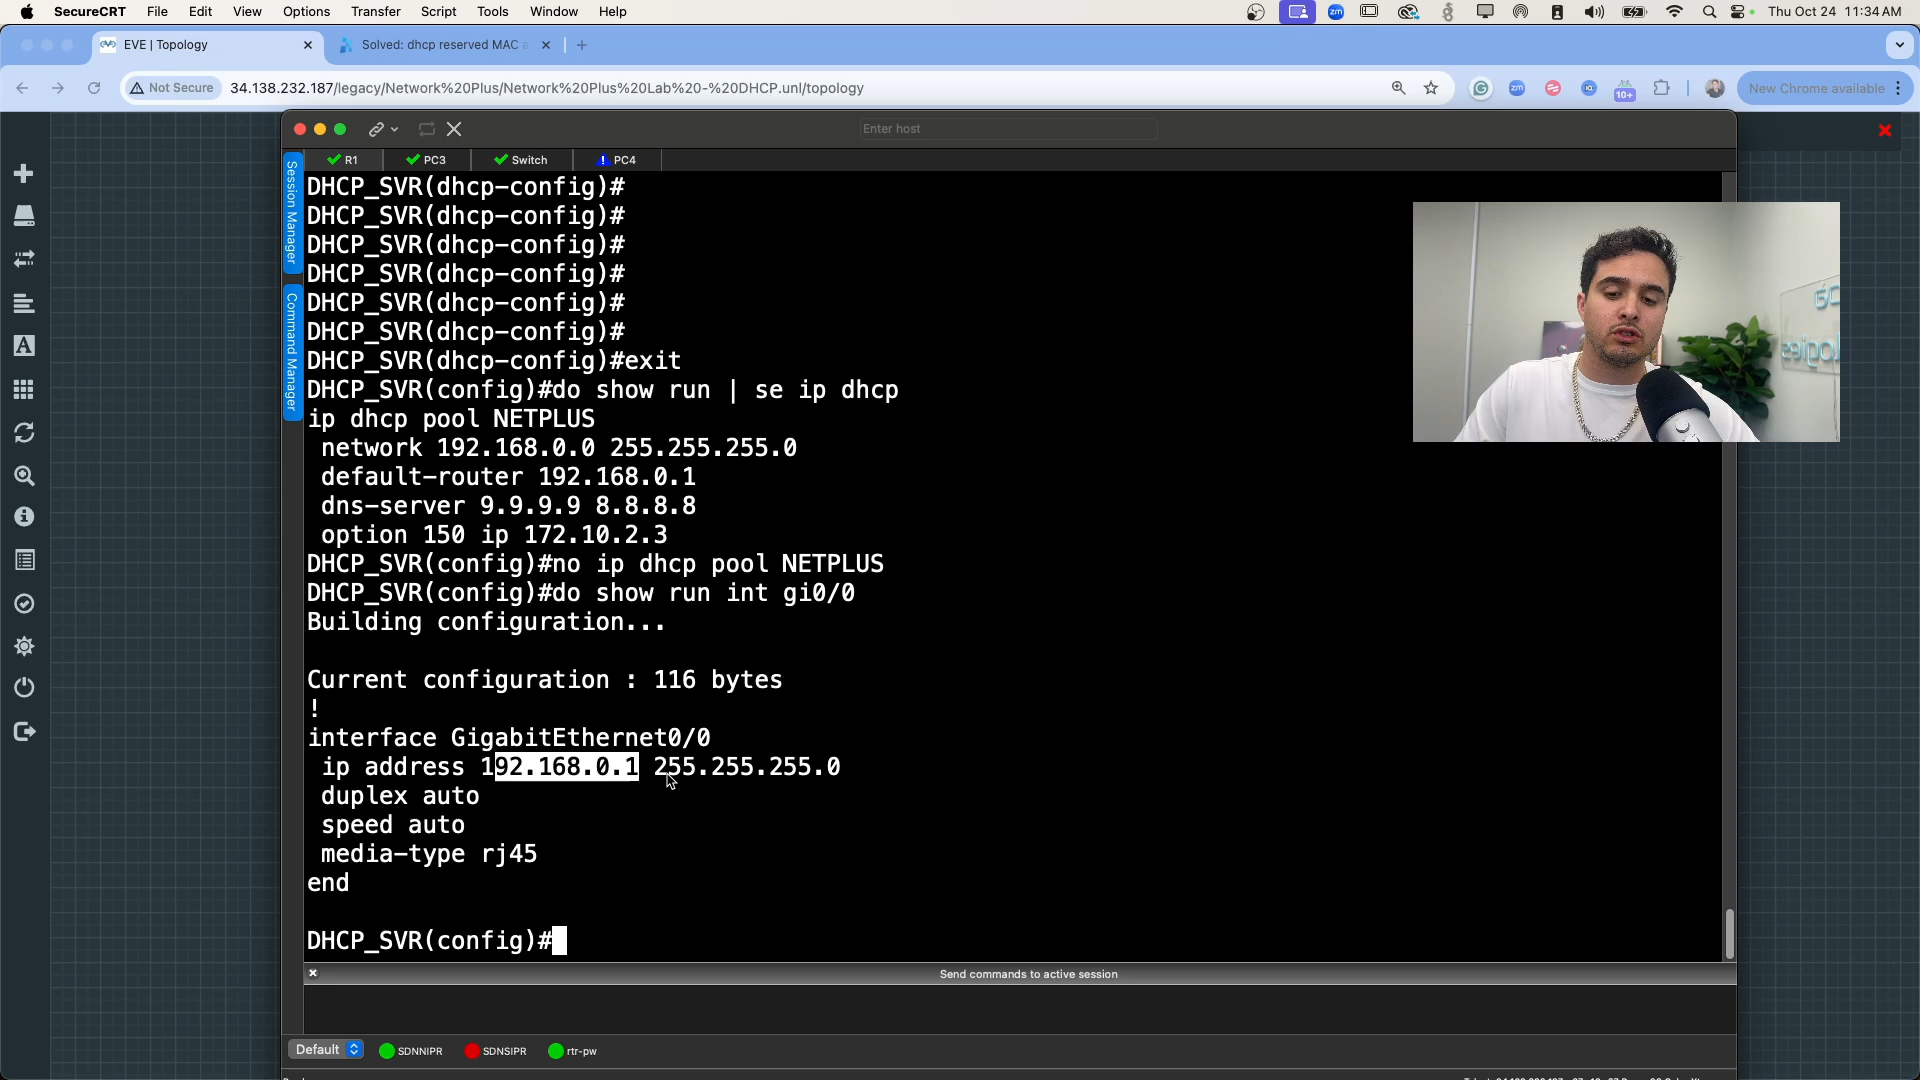 SecureCRT File Edit View Options Transfer Script Tools Window Help
Thu Oct 24 11:34 AM
EVE | Topology
Solved: dhcp reserved MAC
Not Secure
34.138.232.187/legacy/Network%20Plus/Network%20Plus%20Lab%20-%20DHCP.unl/topology
10+
New Chrome available
Enter host
R1 PC3 Switch PC4
Session Manager
Command Manager
DHCP_SVR(dhcp-config)#
DHCP_SVR(dhcp-config)#
DHCP_SVR(dhcp-config)#
DHCP_SVR(dhcp-config)#
DHCP_SVR(dhcp-config)#
DHCP_SVR(dhcp-config)#
DHCP_SVR(dhcp-config)#exit
DHCP_SVR(config)#do show run | se ip dhcp
ip dhcp pool NETPLUS
network 192.168.0.0 255.255.255.0
default-router 192.168.0.1
dns-server 9.9.9.9 8.8.8.8
option 150 ip 172.10.2.3
DHCP_SVR(config)#no ip dhcp pool NETPLUS
DHCP_SVR(config)#do show run int gi0/0
Building configuration...
Current configuration : 116 bytes
!
interface GigabitEthernet0/0
ip address 192.168.0.1 255.255.255.0
duplex auto
speed auto
media-type rj45
end
DHCP_SVR(config)#
Send commands to active session
Default SDNNIPR SDNSIPR rtr-pw